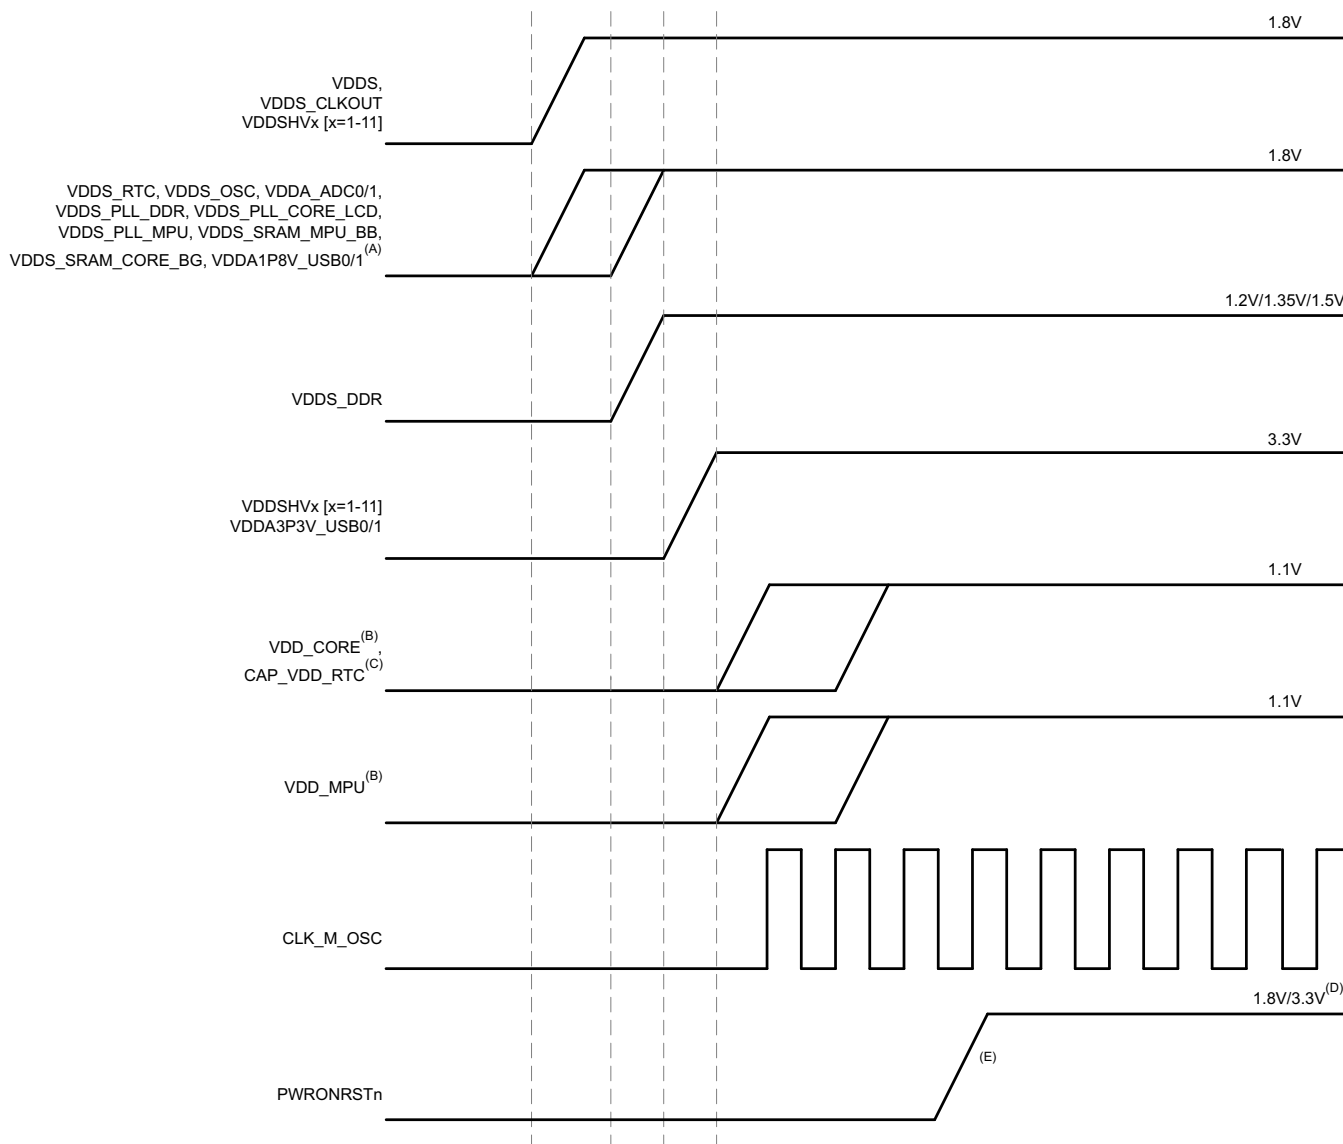 1.8V
VDDS,
VDDS_CLKOUT
VDDSHVx [x=1-11]
1.8V
VDDS_RTC, VDDS_OSC, VDDA_ADC0/1,
VDDS_PLL_DDR, VDDS_PLL_CORE_LCD,
VDDS_PLL_MPU, VDDS_SRAM_MPU_BB,
VDDS_SRAM_CORE_BG, VDDA1P8V_USB0/1(A)
1.2V/1.35V/1.5V
VDDS_DDR
3.3V
VDDSHVx [x=1-11]
VDDA3P3V_USB0/1
1.1V
VDD_CORE(B),
CAP_VDD_RTC(C)
1.1V
VDD_MPU(B)
CLK_M_OSC
1.8V/3.3V(D)
(E)
PWRONRSTn